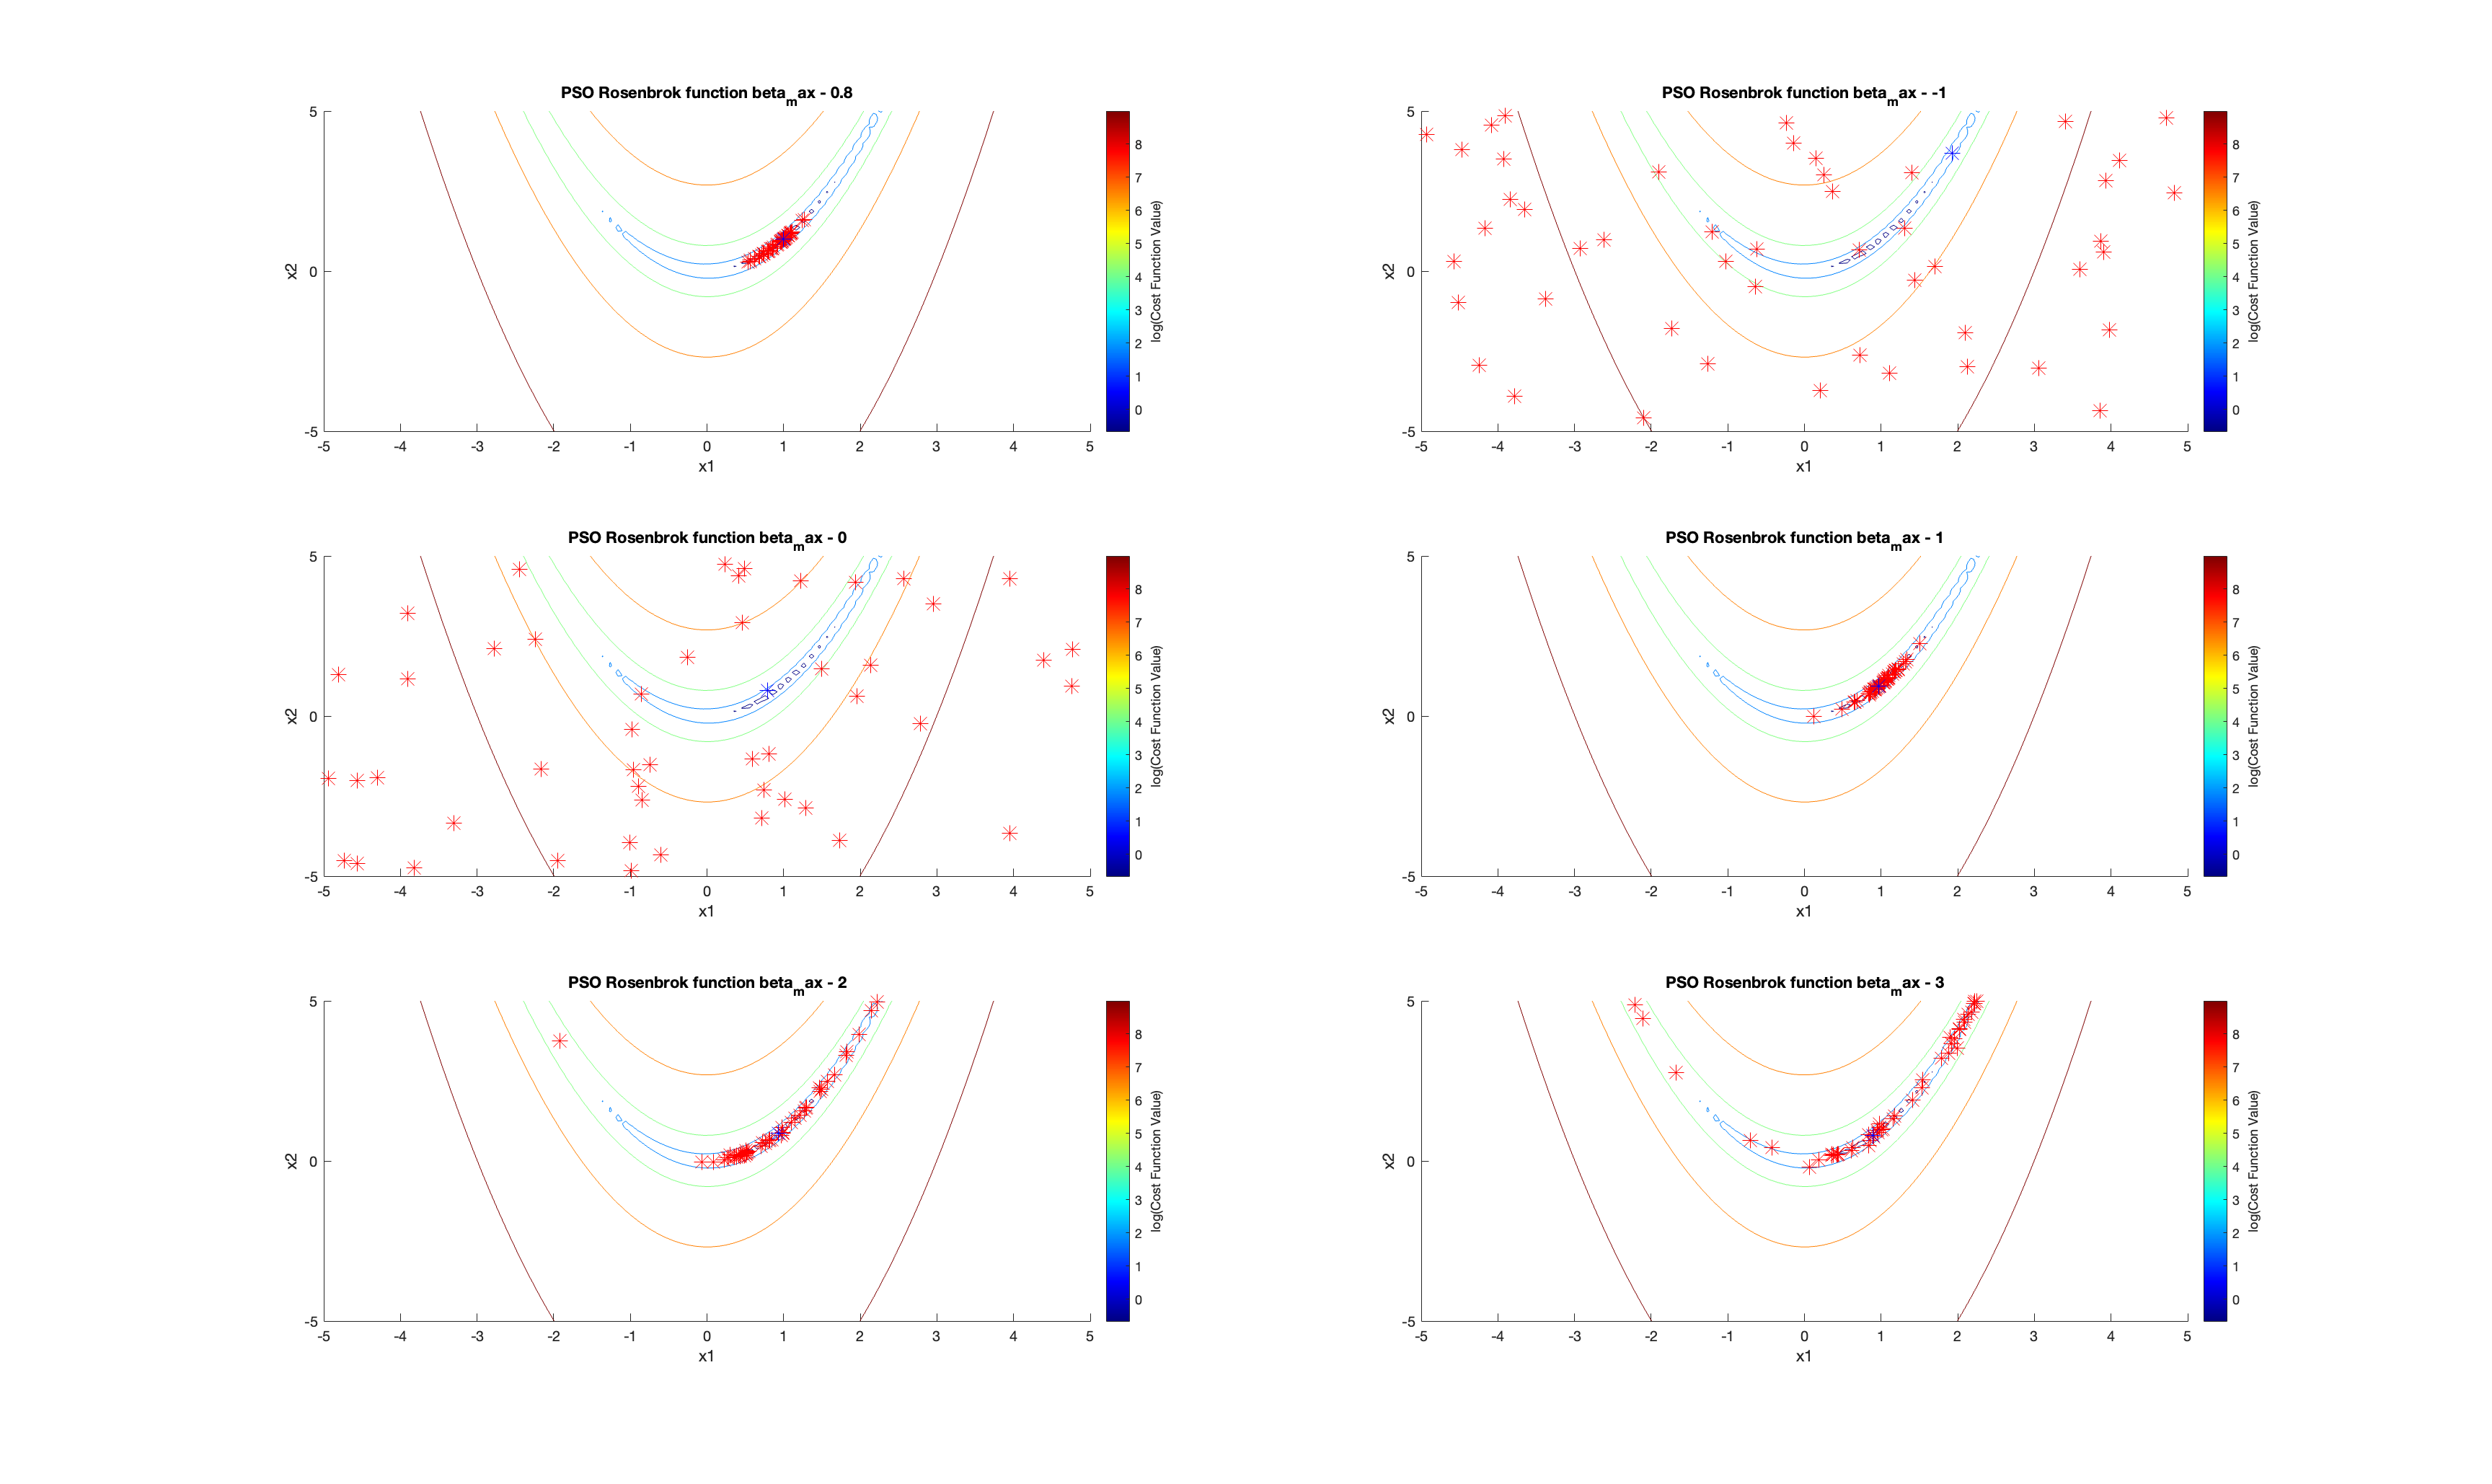 PSO Rosenbrok function beta_max - 0.8
5
0
-5
x2
-5 -4 -3 -2 -1 0 1 2 3 4 5
x1
8
7
6
5
4
3
2
1
0
log(Cost Function Value)
PSO Rosenbrok function beta_max - -1
5
0
-5
x2
-5 -4 -3 -2 -1 0 1 2 3 4 5
x1
8
7
6
5
4
3
2
1
0
log(Cost Function Value)
PSO Rosenbrok function beta_max - 0
5
0
-5
x2
-5 -4 -3 -2 -1 0 1 2 3 4 5
x1
8
7
6
5
4
3
2
1
0
log(Cost Function Value)
PSO Rosenbrok function beta_max - 1
5
0
-5
x2
-5 -4 -3 -2 -1 0 1 2 3 4 5
x1
8
7
6
5
4
3
2
1
0
log(Cost Function Value)
PSO Rosenbrok function beta_max - 2
5
0
-5
x2
-5 -4 -3 -2 -1 0 1 2 3 4 5
x1
8
7
6
5
4
3
2
1
0
log(Cost Function Value)
PSO Rosenbrok function beta_max - 3
5
0
-5
x2
-5 -4 -3 -2 -1 0 1 2 3 4 5
x1
8
7
6
5
4
3
2
1
0
log(Cost Function Value)